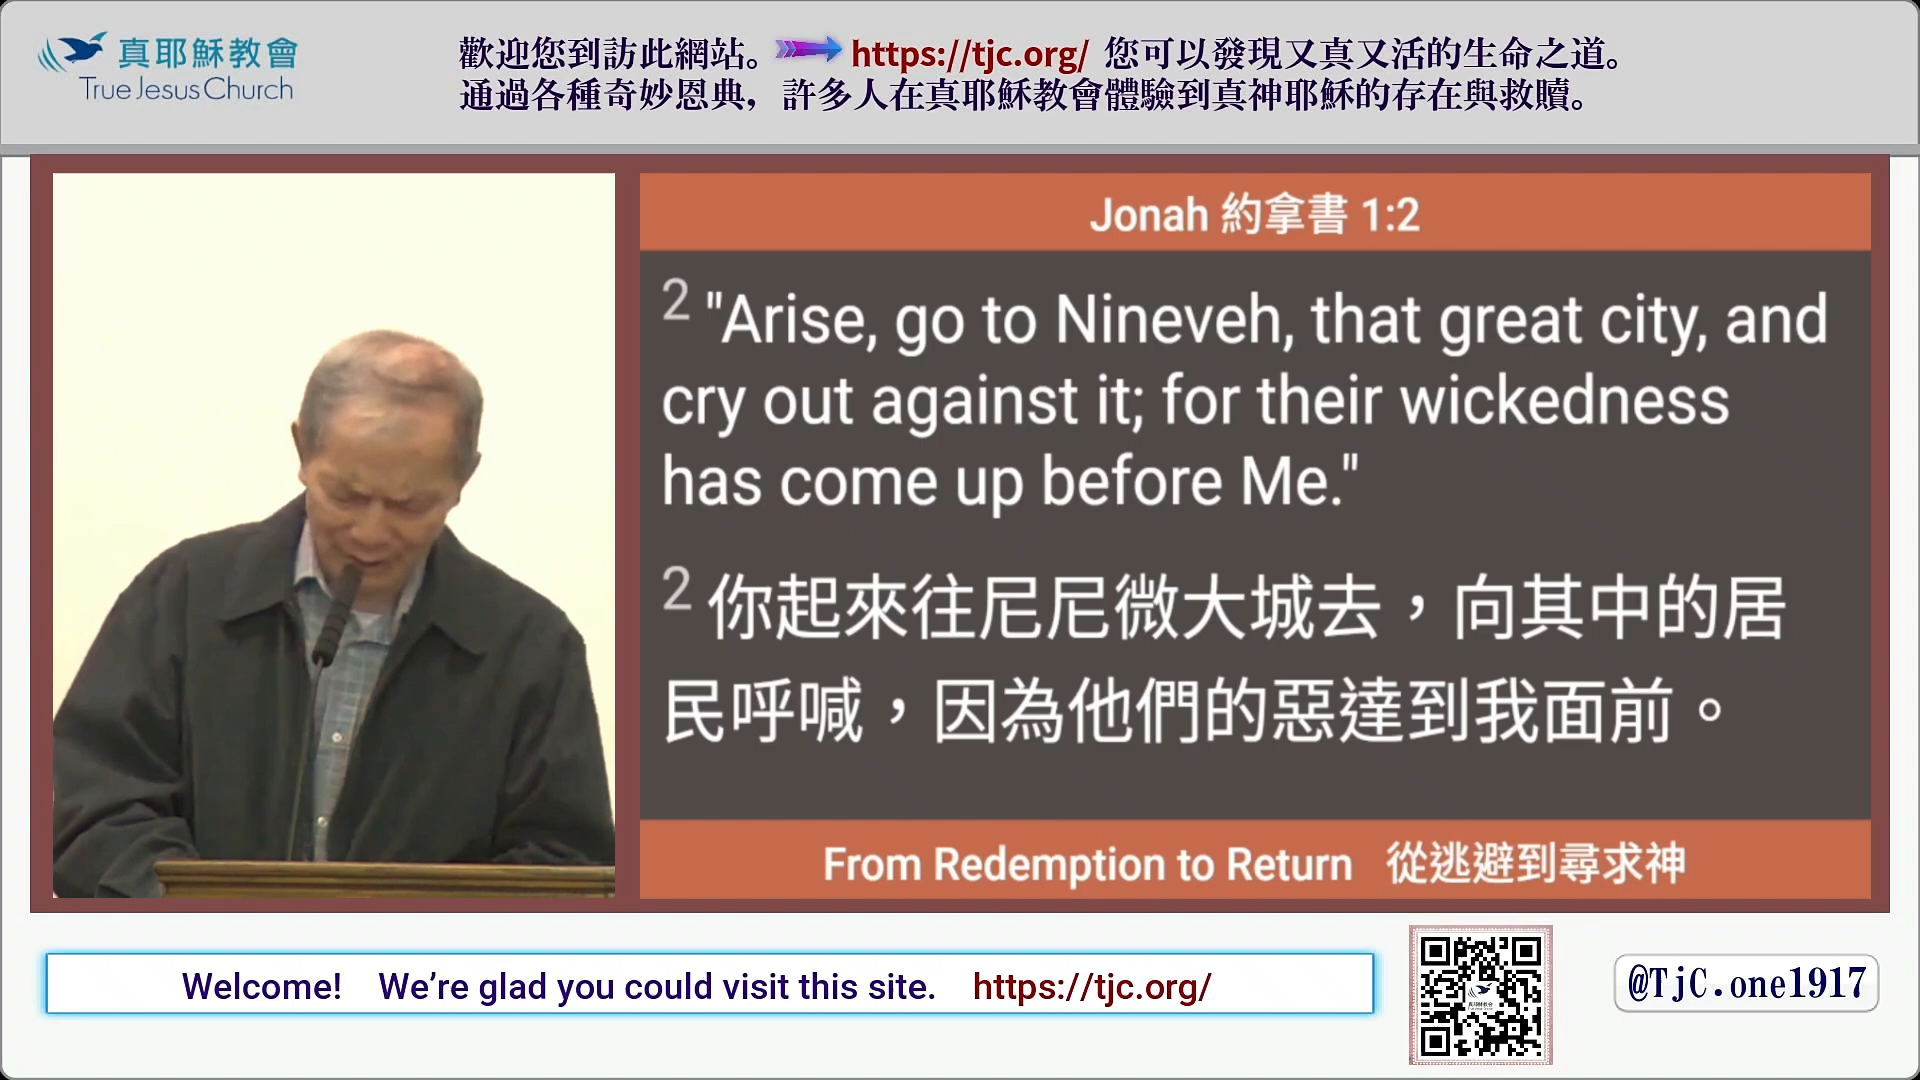 真耶穌教會
True Jesus Church
歡迎您到訪此網站。 https://tjc.org/ 您可以發現又真又活的生命之道。
通過各種奇妙恩典，許多人在真耶穌教會體驗到真神耶穌的存在與救贖。
Jonah 約拿書 1:2
2 "Arise, go to Nineveh, that great city, and
cry out against it; for their wickedness
has come up before Me."
2 你起來往尼尼微大城去，向其中的居
民呼喊，因為他們的惡達到我面前。
From Redemption to Return 從逃避到尋求神
Welcome! We’re glad you could visit this site. https://tjc.org/
@TjC.one1917